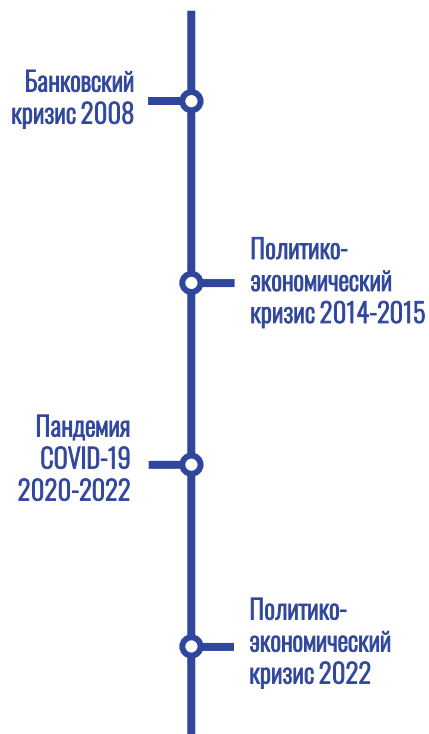 Банковский
кризис 2008
Политико-
экономический
кризис 2014-2015
Пандемия
COVID-19
2020-2022
Политико-
экономический
кризис 2022